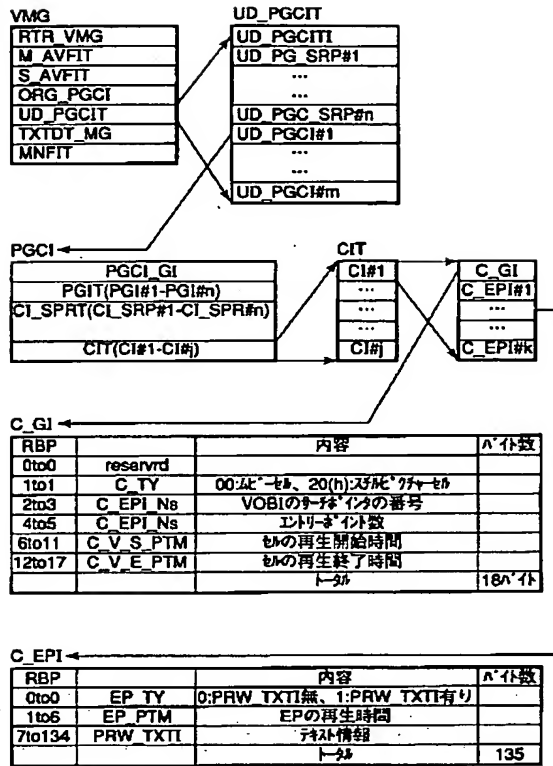 VMG
RTR_VMG
M_AVFIT
S_AVFIT
ORG_PGCI
UD_PGCIT
TXTDT_MG
MNFIT
UD_PGCIT
UD_PGCITI
UD_PG_SRP#1
...
...
UD_PGC_SRP#n
UD_PGCI#1
...
...
UD_PGCI#m
PGCI
PGCI_GI
PGIT(PGI#1-PGI#n)
CI_SPRT(CI_SRP#1-CI_SPR#n)
CIT(CI#1-CI#j)
CIT
CI#1
...
...
...
CI#j
C_GI
C_EPI#1
...
...
C_EPI#k
C_GI
RBP 内容 バイト数
0to0 reservrd
1to1 C_TY 00:ムービーセル、20(h):スチルピクチャーセル
2to3 C_EPI_Ns VOBIのサーチポインタの番号
4to5 C_EPI_Ns エントリーポイント数
6to11 C_V_S_PTM セルの再生開始時間
12to17 C_V_E_PTM セルの再生終了時間
トータル 18バイト
C_EPI
RBP 内容 バイト数
0to0 EP_TY 0:PRW_TXTI無、1:PRW_TXTI有り
1to6 EP_PTM EPの再生時間
7to134 PRW_TXTI テキスト情報
トータル 135